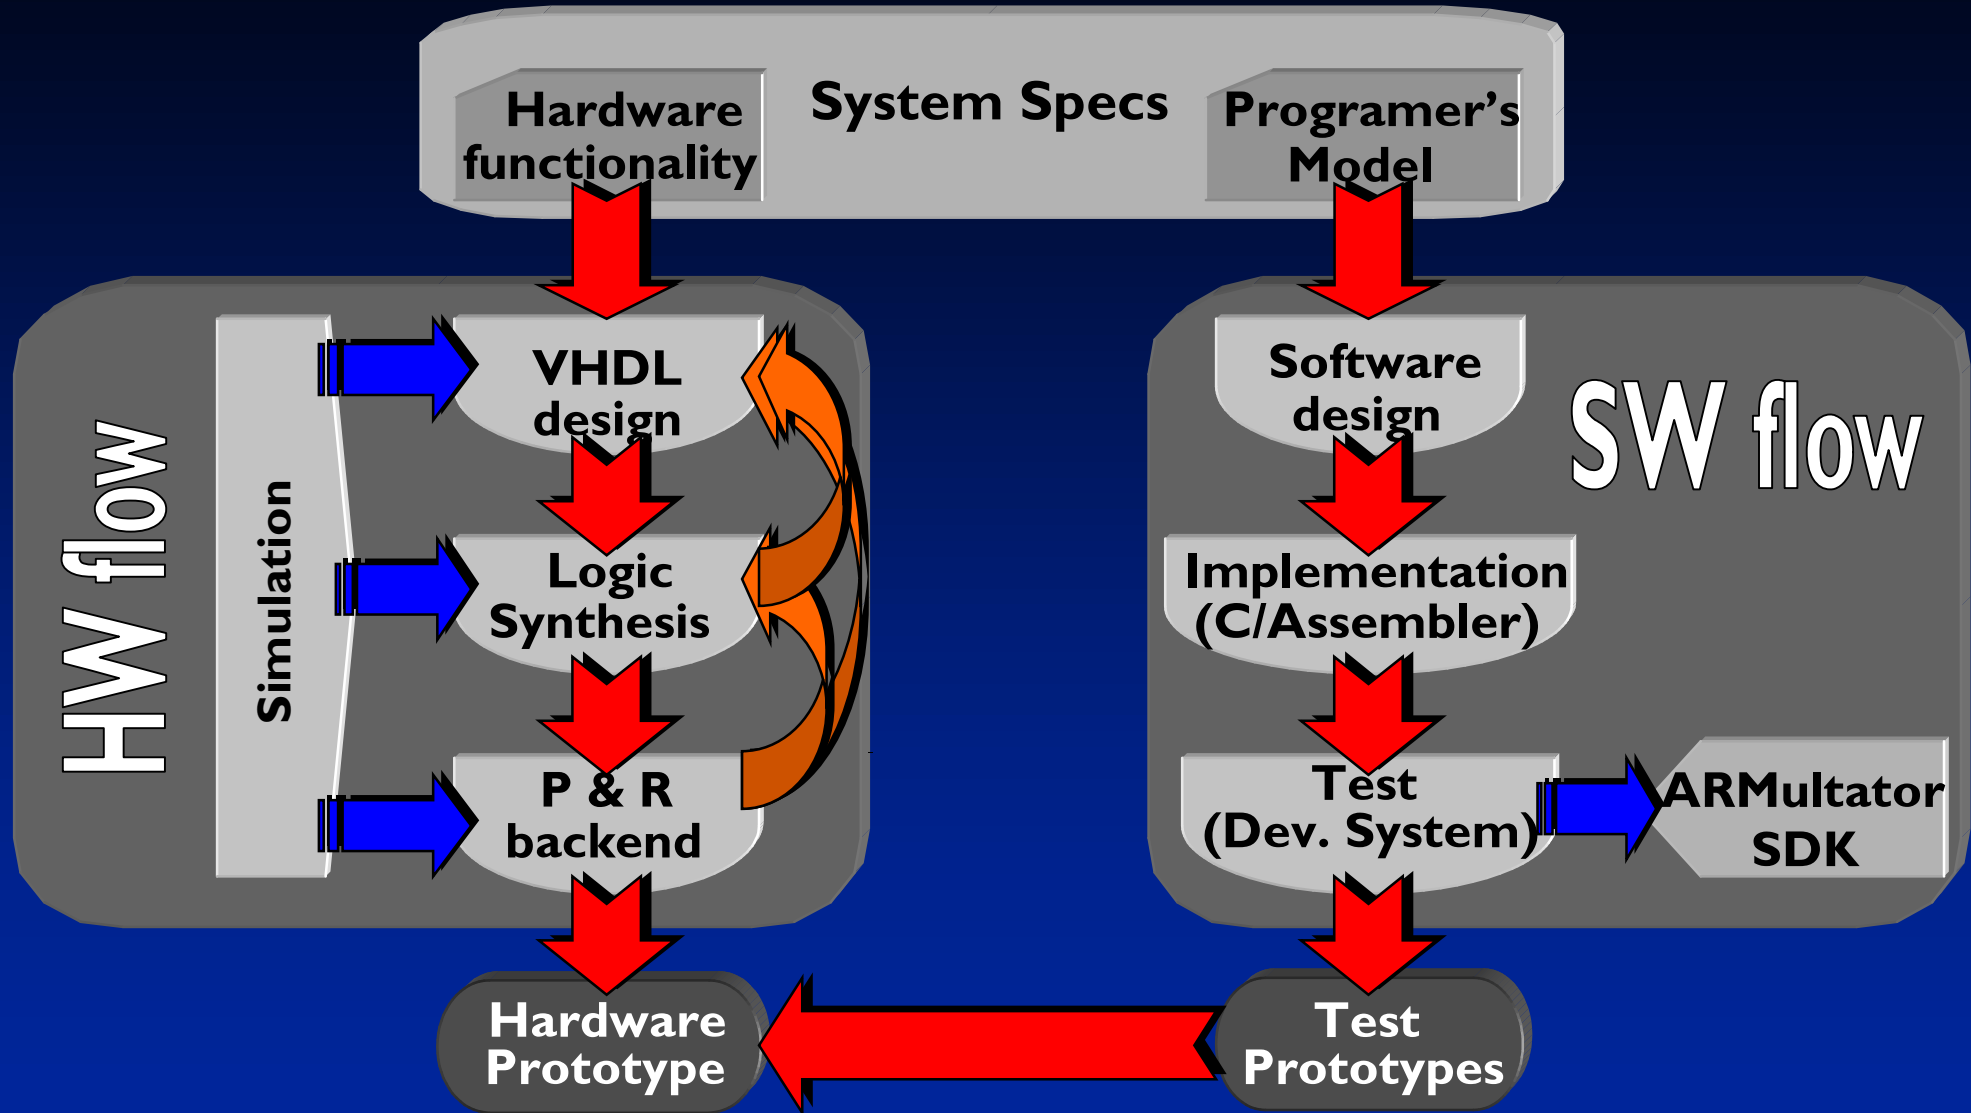 System Specs
Hardware
functionality
Programer's
Model
HW flow
Simulation
VHDL
design
Logic
Synthesis
P & R
backend
Hardware
Prototype
SW flow
Software
design
Implementation
(C/Assembler)
Test
(Dev. System)
ARMultator
SDK
Test
Prototypes